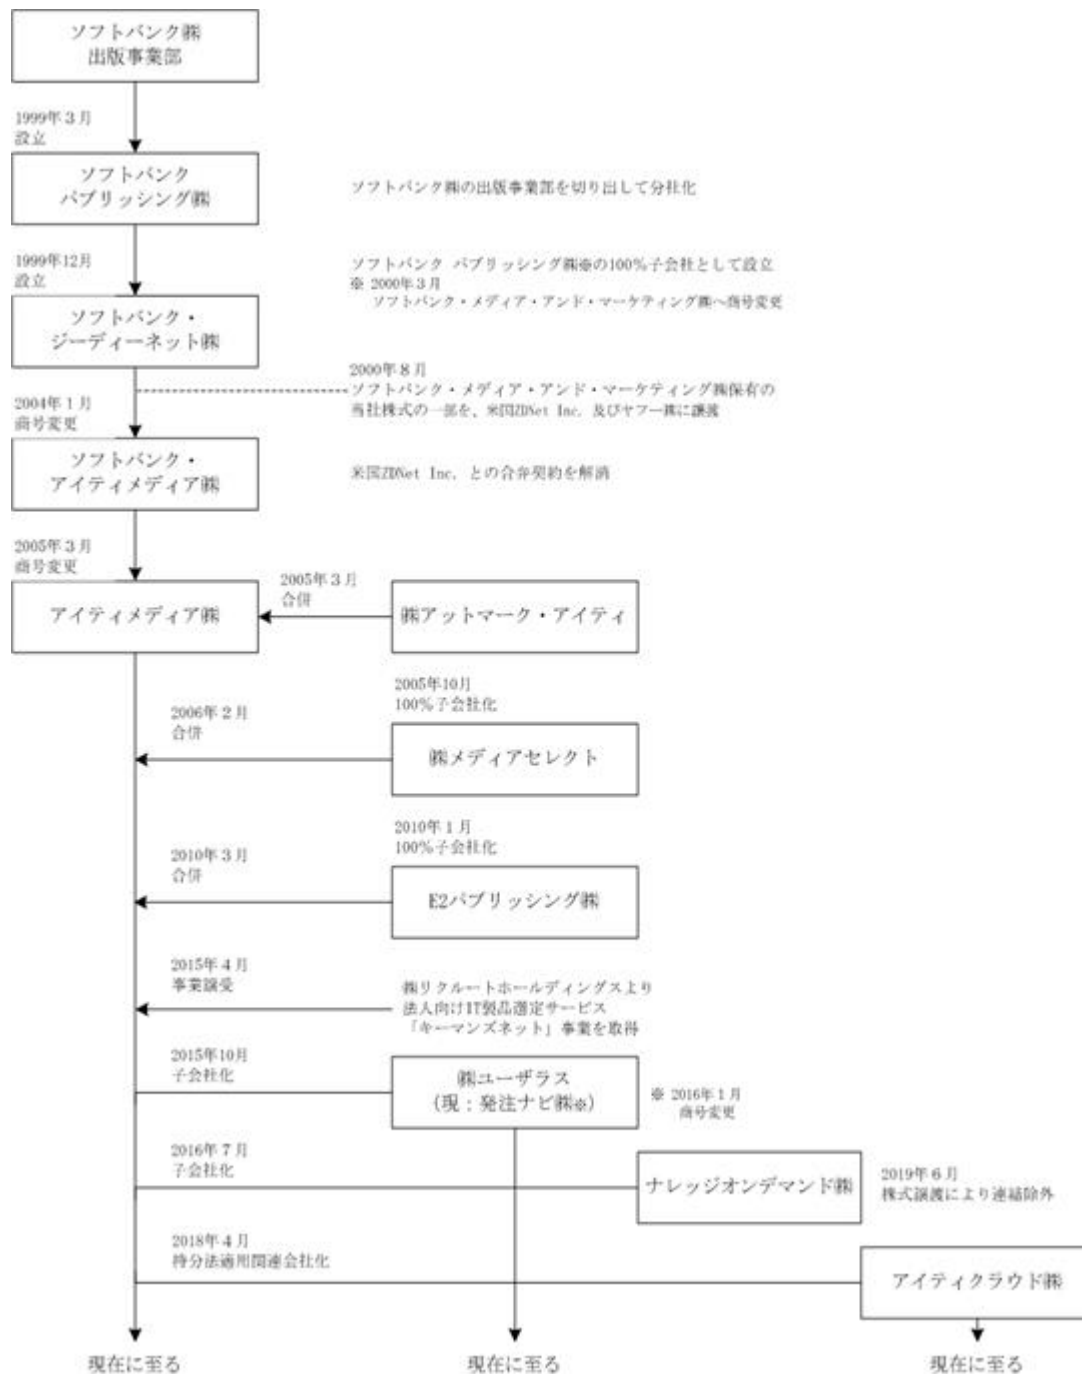 ソフトバンク㈱
出版事業部
1999年３月
設立
ソフトバンク
パブリッシング㈱
ソフトバンク㈱の出版事業部を切り出して分社化
1999年12月
設立
ソフトバンク パブリッシング㈱※の100％子会社として設立
※ 2000年３月
ソフトバンク・メディア・アンド・マーケティング㈱へ商号変更
ソフトバンク・
ジーディーネット㈱
2000年８月
ソフトバンク・メディア・アンド・マーケティング㈱保有の
当社株式の一部を、米国ZDNet Inc. 及びヤフー㈱に譲渡
2004年１月
商号変更
ソフトバンク・
アイティメディア㈱
米国ZDNet Inc. との合弁契約を解消
2005年３月
商号変更
アイティメディア㈱
2005年３月
合併
㈱アットマーク・アイティ
2005年10月
100％子会社化
2006年２月
合併
㈱メディアセレクト
2010年１月
100％子会社化
2010年３月
合併
E2パブリッシング㈱
2015年４月
事業譲受
㈱リクルートホールディングスより
法人向けIT製品選定サービス
「キーマンズネット」事業を取得
2015年10月
子会社化
㈱ユーザラス
(現：発注ナビ㈱※)
※ 2016年１月
商号変更
2016年７月
子会社化
ナレッジオンデマンド㈱
2019年６月
株式譲渡により連結除外
2018年４月
持分法適用関連会社化
アイティクラウド㈱
現在に至る
現在に至る
現在に至る